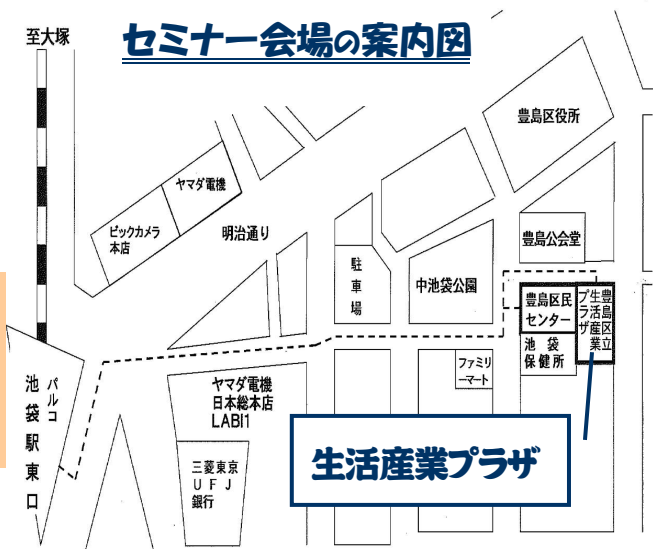 至大塚
セミナー会場の案内図
豊島区役所
ヤマダ電機
ビックカメラ
本店
明治通り
豊島公会堂
駐車場
中池袋公園
豊島区民
センター
豊島区立
生活産業
プラザ
池袋
保健所
ファミリ
ーマート
パルコ
池袋駅東口
ヤマダ電機
日本総本店
LABI1
三菱東京
UFJ
銀行
生活産業プラザ